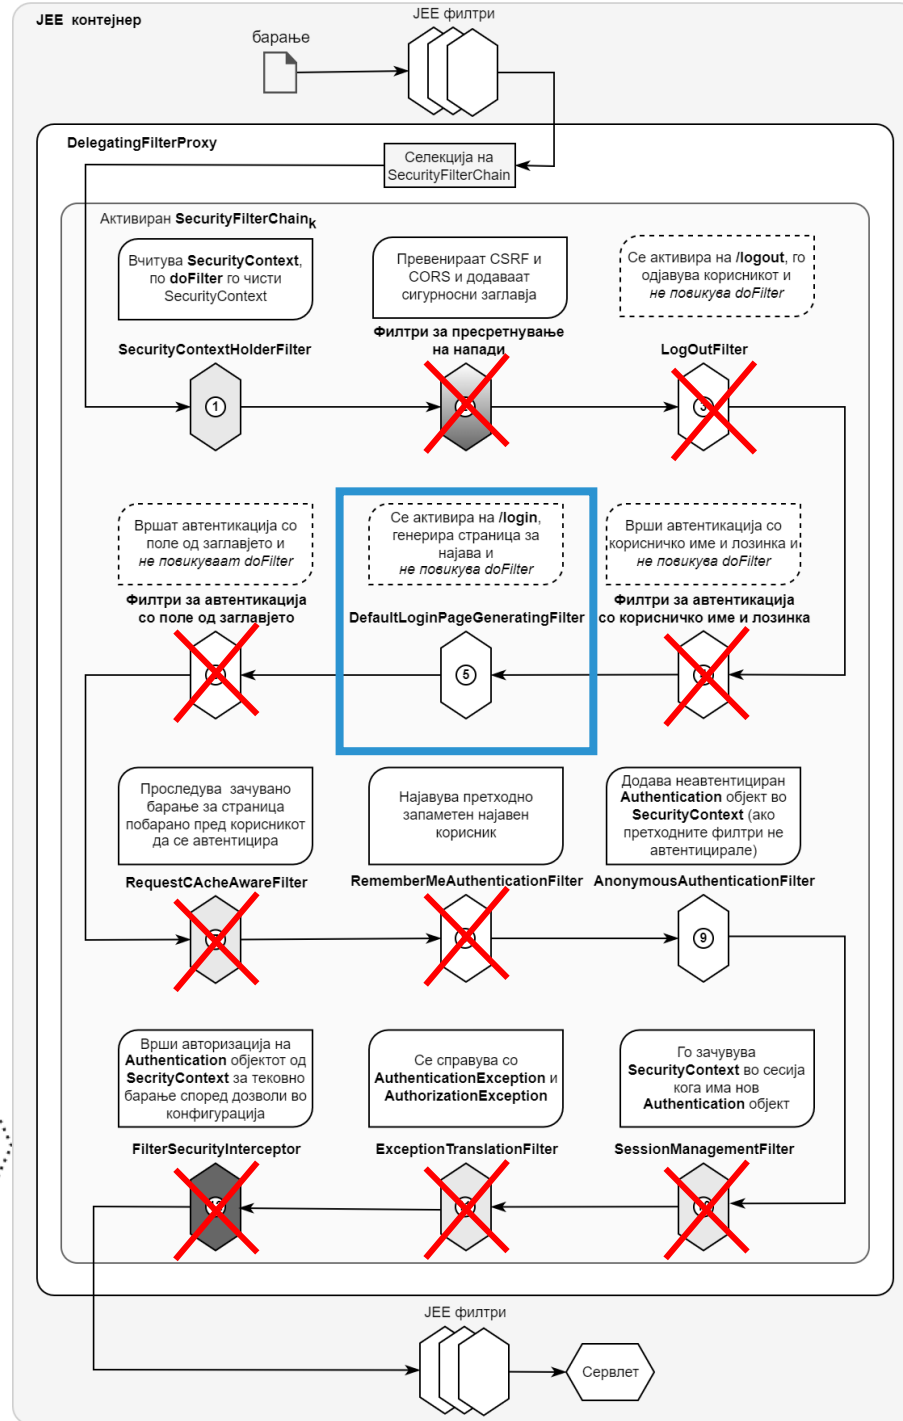 JEE контејнер
JEE филтри
барање
DelegatingFilterProxy
Селекција на
SecurityFilterChain
Активиран SecurityFilterChain k
Вчитува SecurityContext,
по doFilter го чисти
SecurityContext
Превенираат CSRF и
CORS и додаваат
сигурносни заглавја
Се активира на /logout, го
одјавува корисникот и
не повикува doFilter
SecurityContextHolderFilter
Филтри за пресретнување
на напади
LogOutFilter
1
Вршат автентикација со
поле од заглавјето и
не повикуваат doFilter
Се активира на /login,
генерира страница за
најава и
не повикува doFilter
Врши автентикација со
корисничко име и лозинка и
не повикува doFilter
Филтри за автентикација
со поле од заглавјето
DefaultLoginPageGeneratingFilter
Филтри за автентикација
со корисничко име и лозинка
5
Проследува зачувано
барање за страница
побарано пред корисникот
да се автентицира
Најавува претходно
запаметен најавен
корисник
Додава неавтентициран
Authentication објект во
SecurityContext (ако
претходните филтри не
автентицирале)
RequestCAcheAwareFilter
RememberMeAuthenticationFilter
AnonymousAuthenticationFilter
9
Врши авторизација на
Authentication објектот од
SecrityContext за тековно
барање според дозволи во
конфигурација
Се справува со
AuthenticationException и
AuthorizationException
Го зачувува
SecurityContext во сесија
кога има нов
Authentication објект
FilterSecurityInterceptor
ExceptionTranslationFilter
SessionManagementFilter
JEE филтри
Сервлет